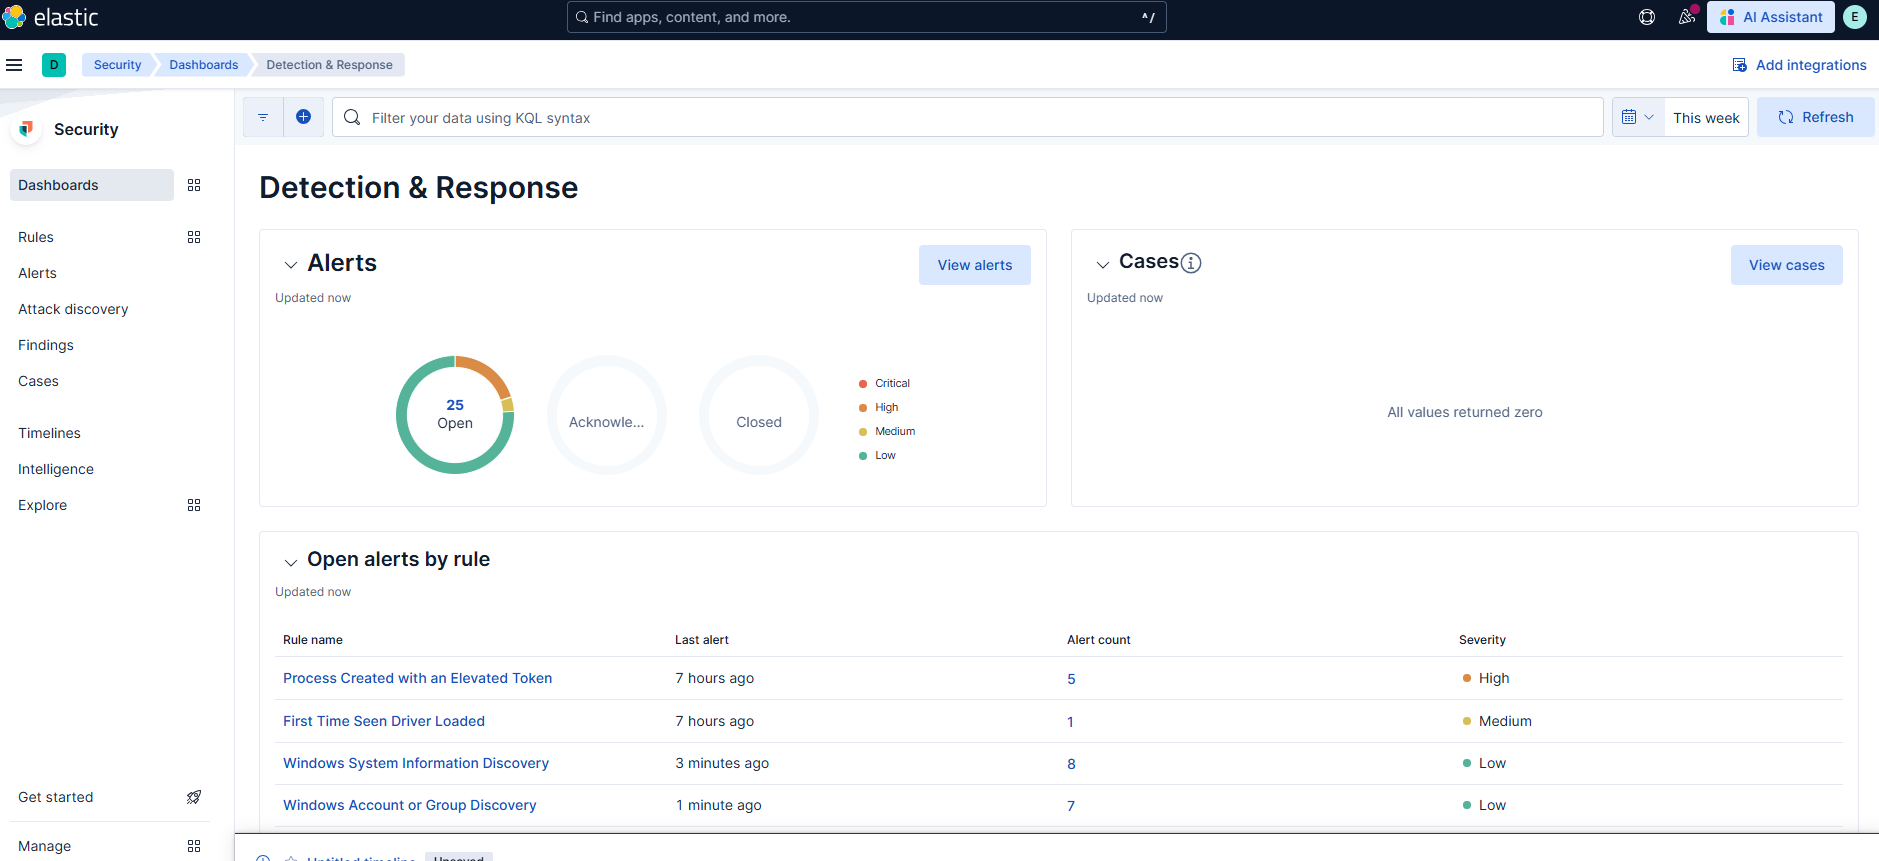 elastic
Find apps, content, and more.
^/
AI Assistant
E
D
Security
Dashboards
Detection & Response
Add integrations
Security
Filter your data using KQL syntax
This week
Refresh
Dashboards
Rules
Alerts
Attack discovery
Findings
Cases
Timelines
Intelligence
Explore
Get started
Manage
Detection & Response
Alerts
View alerts
Updated now
25
Open
Acknowle...
Closed
Critical
High
Medium
Low
Cases
View cases
Updated now
All values returned zero
Open alerts by rule
Updated now
Rule name Last alert Alert count Severity
Process Created with an Elevated Token 7 hours ago 5 High
First Time Seen Driver Loaded 7 hours ago 1 Medium
Windows System Information Discovery 3 minutes ago 8 Low
Windows Account or Group Discovery 1 minute ago 7 Low
Untitled timeline Unsaved